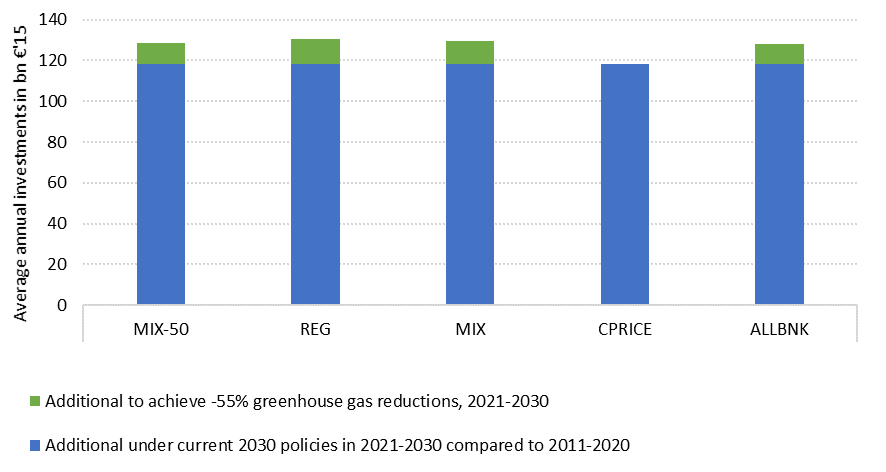 Average annual investments in bn €'15
140
120
100
80
60
40
20
0
MIX-50 REG MIX CPRICE ALLBNK
Additional to achieve -55% greenhouse gas reductions, 2021-2030
Additional under current 2030 policies in 2021-2030 compared to 2011-2020